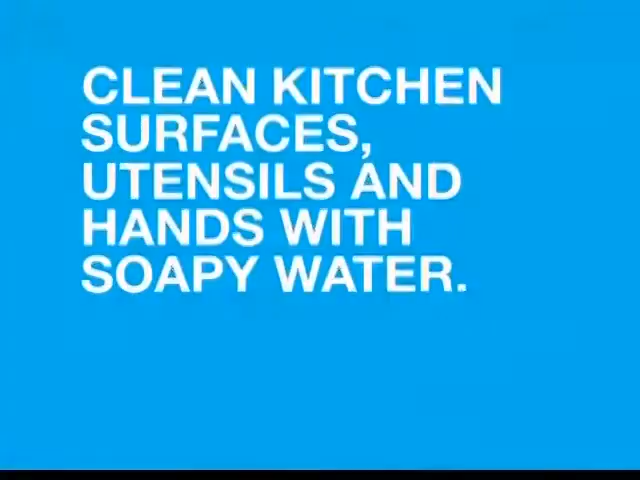 CLEAN KITCHEN
SURFACES,
UTENSILS AND
HANDS WITH
SOAPY WATER.